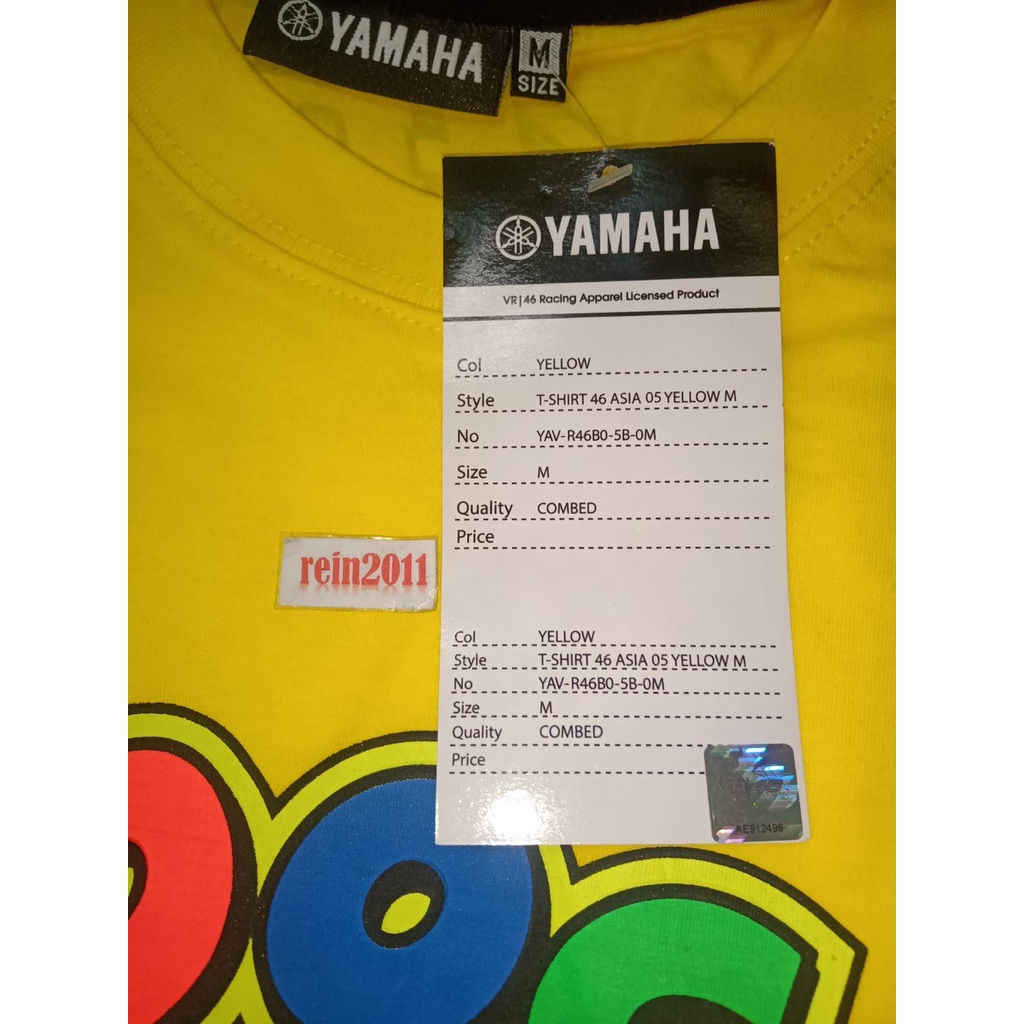 YAMAHA
M
SIZE
YAMAHA
VR|46 Racing Apparel Licensed Product
Col YELLOW
Style T-SHIRT 46 ASIA 05 YELLOW M
No YAV-R46B0-5B-0M
Size M
Quality COMBED
Price
rein2011
Col YELLOW
Style T-SHIRT 46 ASIA 05 YELLOW M
No YAV-R46B0-5B-0M
Size M
Quality COMBED
Price
AE912496